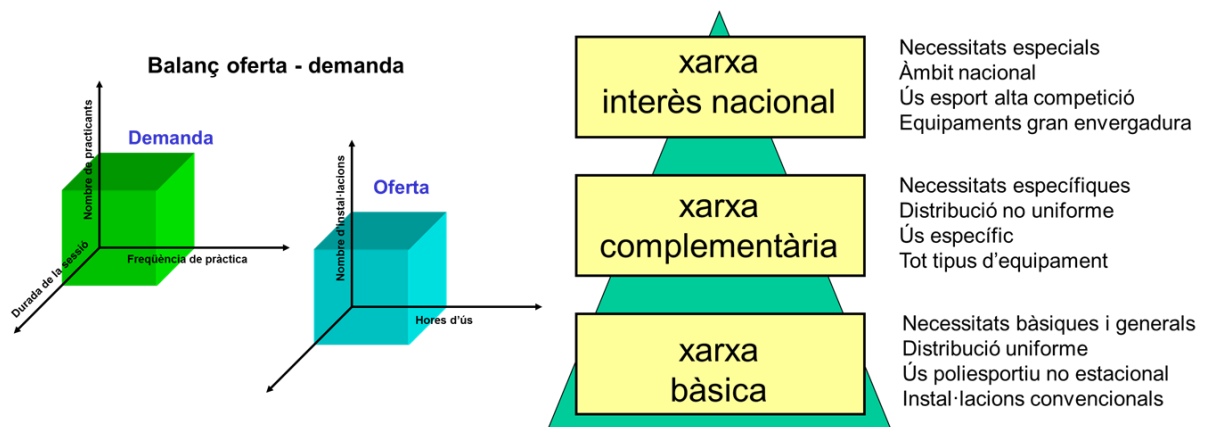 Balanç oferta - demanda
Demanda
Nombre de practicants
Freqüència de pràctica
Durada de la sessió
Oferta
Nombre d'instal·lacions
Hores d'ús
xarxa
interès nacional
Necessitats especials
Àmbit nacional
Ús esport alta competició
Equipaments gran envergadura
xarxa
complementària
Necessitats específiques
Distribució no uniforme
Ús específic
Tot tipus d'equipament
xarxa
bàsica
Necessitats bàsiques i generals
Distribució uniforme
Ús poliesportiu no estacional
Instal·lacions convencionals